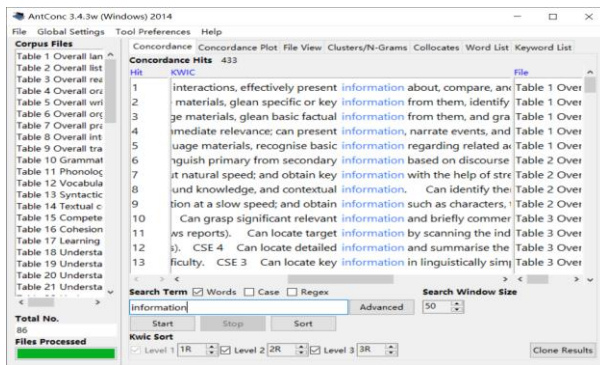 AntConc 3.4.3w (Windows) 2014
File Global Settings Tool Preferences Help
Corpus Files
Table 1 Overall lan
Table 2 Overall list
Table 3 Overall rea
Table 4 Overall ora
Table 5 Overall wri
Table 6 Overall org
Table 7 Overall pra
Table 8 Overall int
Table 9 Overall tra
Table 10 Grammat
Table 11 Phonolog
Table 12 Vocabula
Table 13 Syntactic
Table 14 Textual c
Table 15 Compete
Table 16 Cohesion
Table 17 Learning
Table 18 Understa
Table 19 Understa
Table 20 Understa
Table 21 Understa
Total No.
86
Files Processed
Concordance Concordance Plot File View Clusters/N-Grams Collocates Word List Keyword List
Concordance Hits 433
Hit KWIC File
1 interactions, effectively present information about, compare, and Table 1 Over
2 materials, glean specific or key information from them, identify Table 1 Over
3 ge materials, glean basic factual information from them, and gra Table 1 Over
4 mediate relevance; can present information, narrate events, and Table 1 Over
5 uage materials, recognise basic information regarding related a Table 1 Over
6 nguish primary from secondary information based on discourse Table 2 Over
7 t natural speed; and obtain key information with the help of stre Table 2 Over
8 und knowledge, and contextual information. Can identify the Table 2 Over
9 tion at a slow speed; and obtain information such as characters, Table 2 Over
10 Can grasp significant relevant information and briefly commer Table 3 Over
11 ws reports). Can locate target information by scanning the ind Table 3 Over
12 s). CSE 4 Can locate detailed information and summarise the Table 3 Over
13 ficulty. CSE 3 Can locate key information in linguistically simp Table 3 Over
Search Term Words Case Regex Search Window Size
information Advanced 50
Start Stop Sort
Kwic Sort
Level 1 1R Level 2 2R Level 3 3R Clone Results